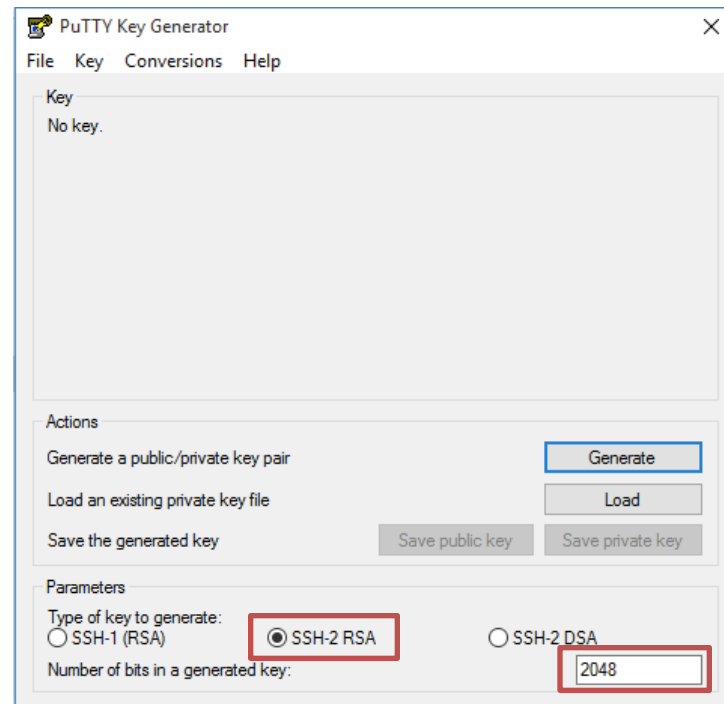 PuTTY Key Generator
File Key Conversions Help
Key
No key.
Actions
Generate a public/private key pair Generate
Load an existing private key file Load
Save the generated key Save public key Save private key
Parameters
Type of key to generate:
SSH-1 (RSA) SSH-2 RSA SSH-2 DSA
Number of bits in a generated key: 2048